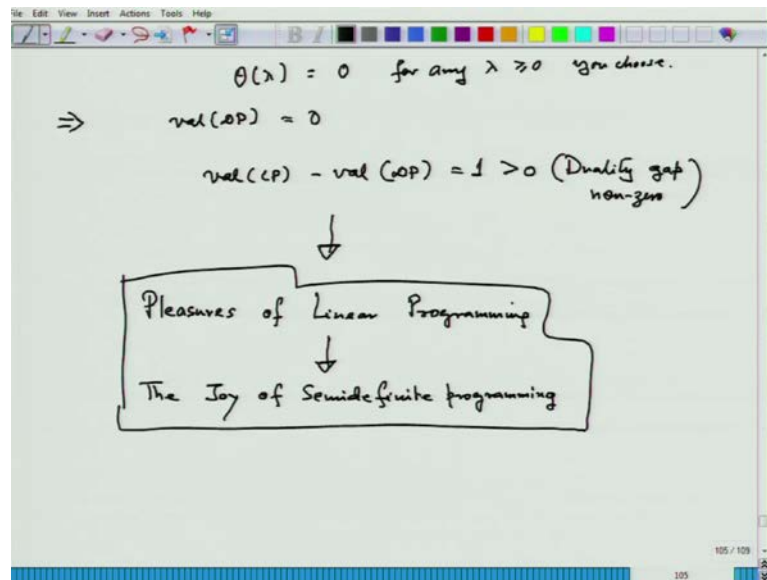 File Edit View Insert Actions Tools Help
θ(λ) = 0 for any λ ≥ 0 you choose.
⇒ val(DP) = 0
val(CP) - val(DP) = 1 > 0 (Duality gap
non-zero)
↓
Pleasures of Linear Programming
↓
The Joy of Semidefinite programming
105 / 109
105